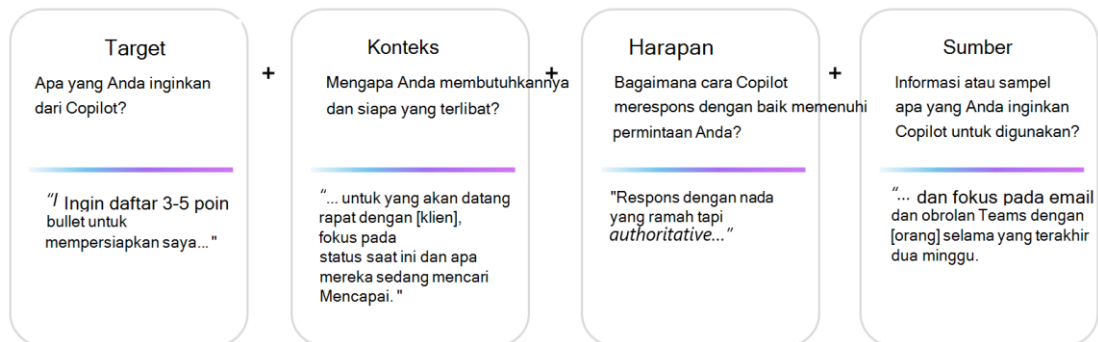 Target
Apa yang Anda inginkan
dari Copilot?
"I Ingin daftar 3-5 poin
bullet untuk
mempersiapkan saya... "
+
Konteks
Mengapa Anda membutuhkannya
dan siapa yang terlibat?
"... untuk yang akan datang
rapat dengan [klien],
fokus pada
status saat ini dan apa
mereka sedang mencari
Mencapai. "
+
Harapan
Bagaimana cara Copilot
merespons dengan baik memenuhi
permintaan Anda?
"Respons dengan nada
yang ramah tapi
authoritative..."
+
Sumber
Informasi atau sampel
apa yang Anda inginkan
Copilot untuk digunakan?
"... dan fokus pada email
dan obrolan Teams dengan
[orang] selama yang terakhir
dua minggu.